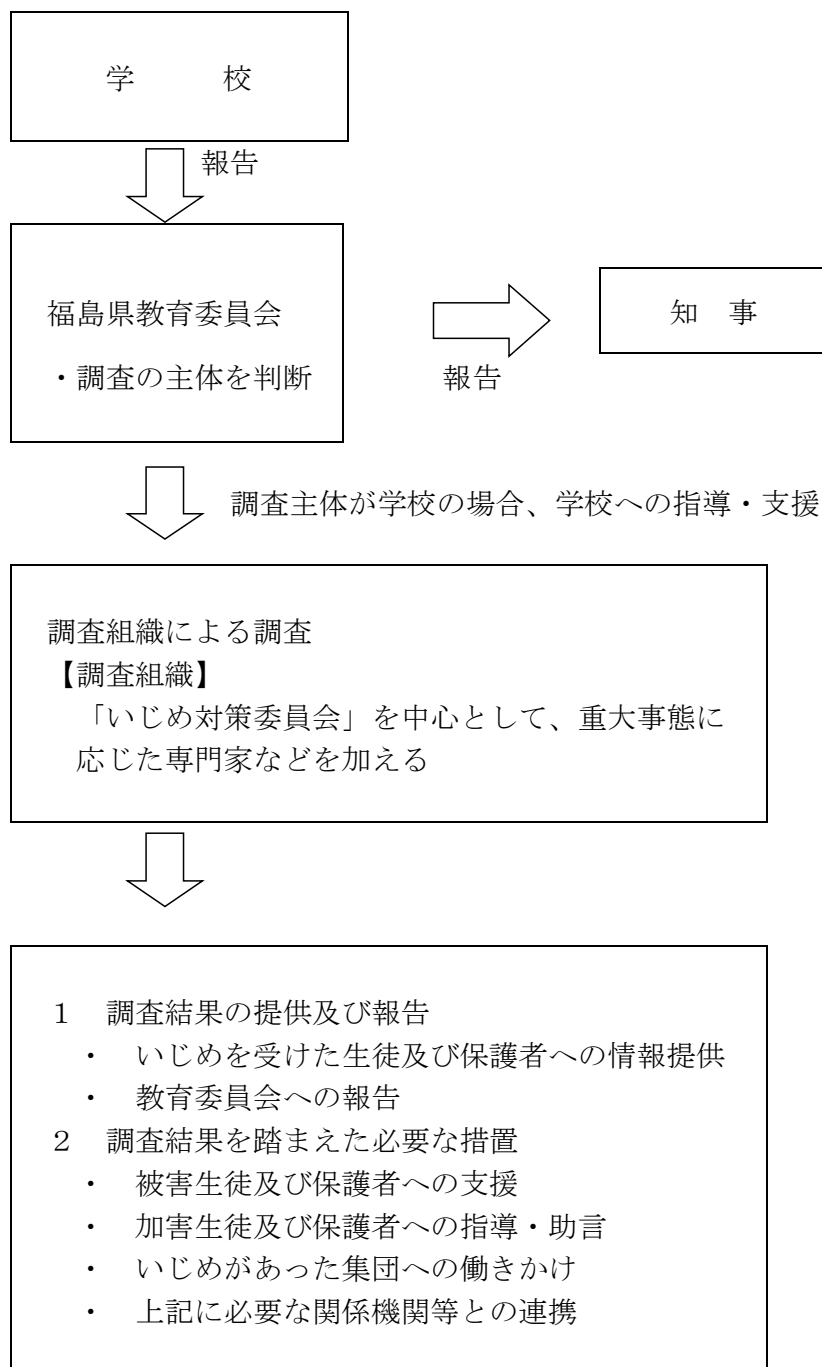 学　　校
報告
福島県教育委員会
・調査の主体を判断
報告
知　事
調査主体が学校の場合、学校への指導・支援
調査組織による調査
【調査組織】
「いじめ対策委員会」を中心として、重大事態に
応じた専門家などを加える
１　調査結果の提供及び報告
・　いじめを受けた生徒及び保護者への情報提供
・　教育委員会への報告
２　調査結果を踏まえた必要な措置
・　被害生徒及び保護者への支援
・　加害生徒及び保護者への指導・助言
・　いじめがあった集団への働きかけ
・　上記に必要な関係機関等との連携